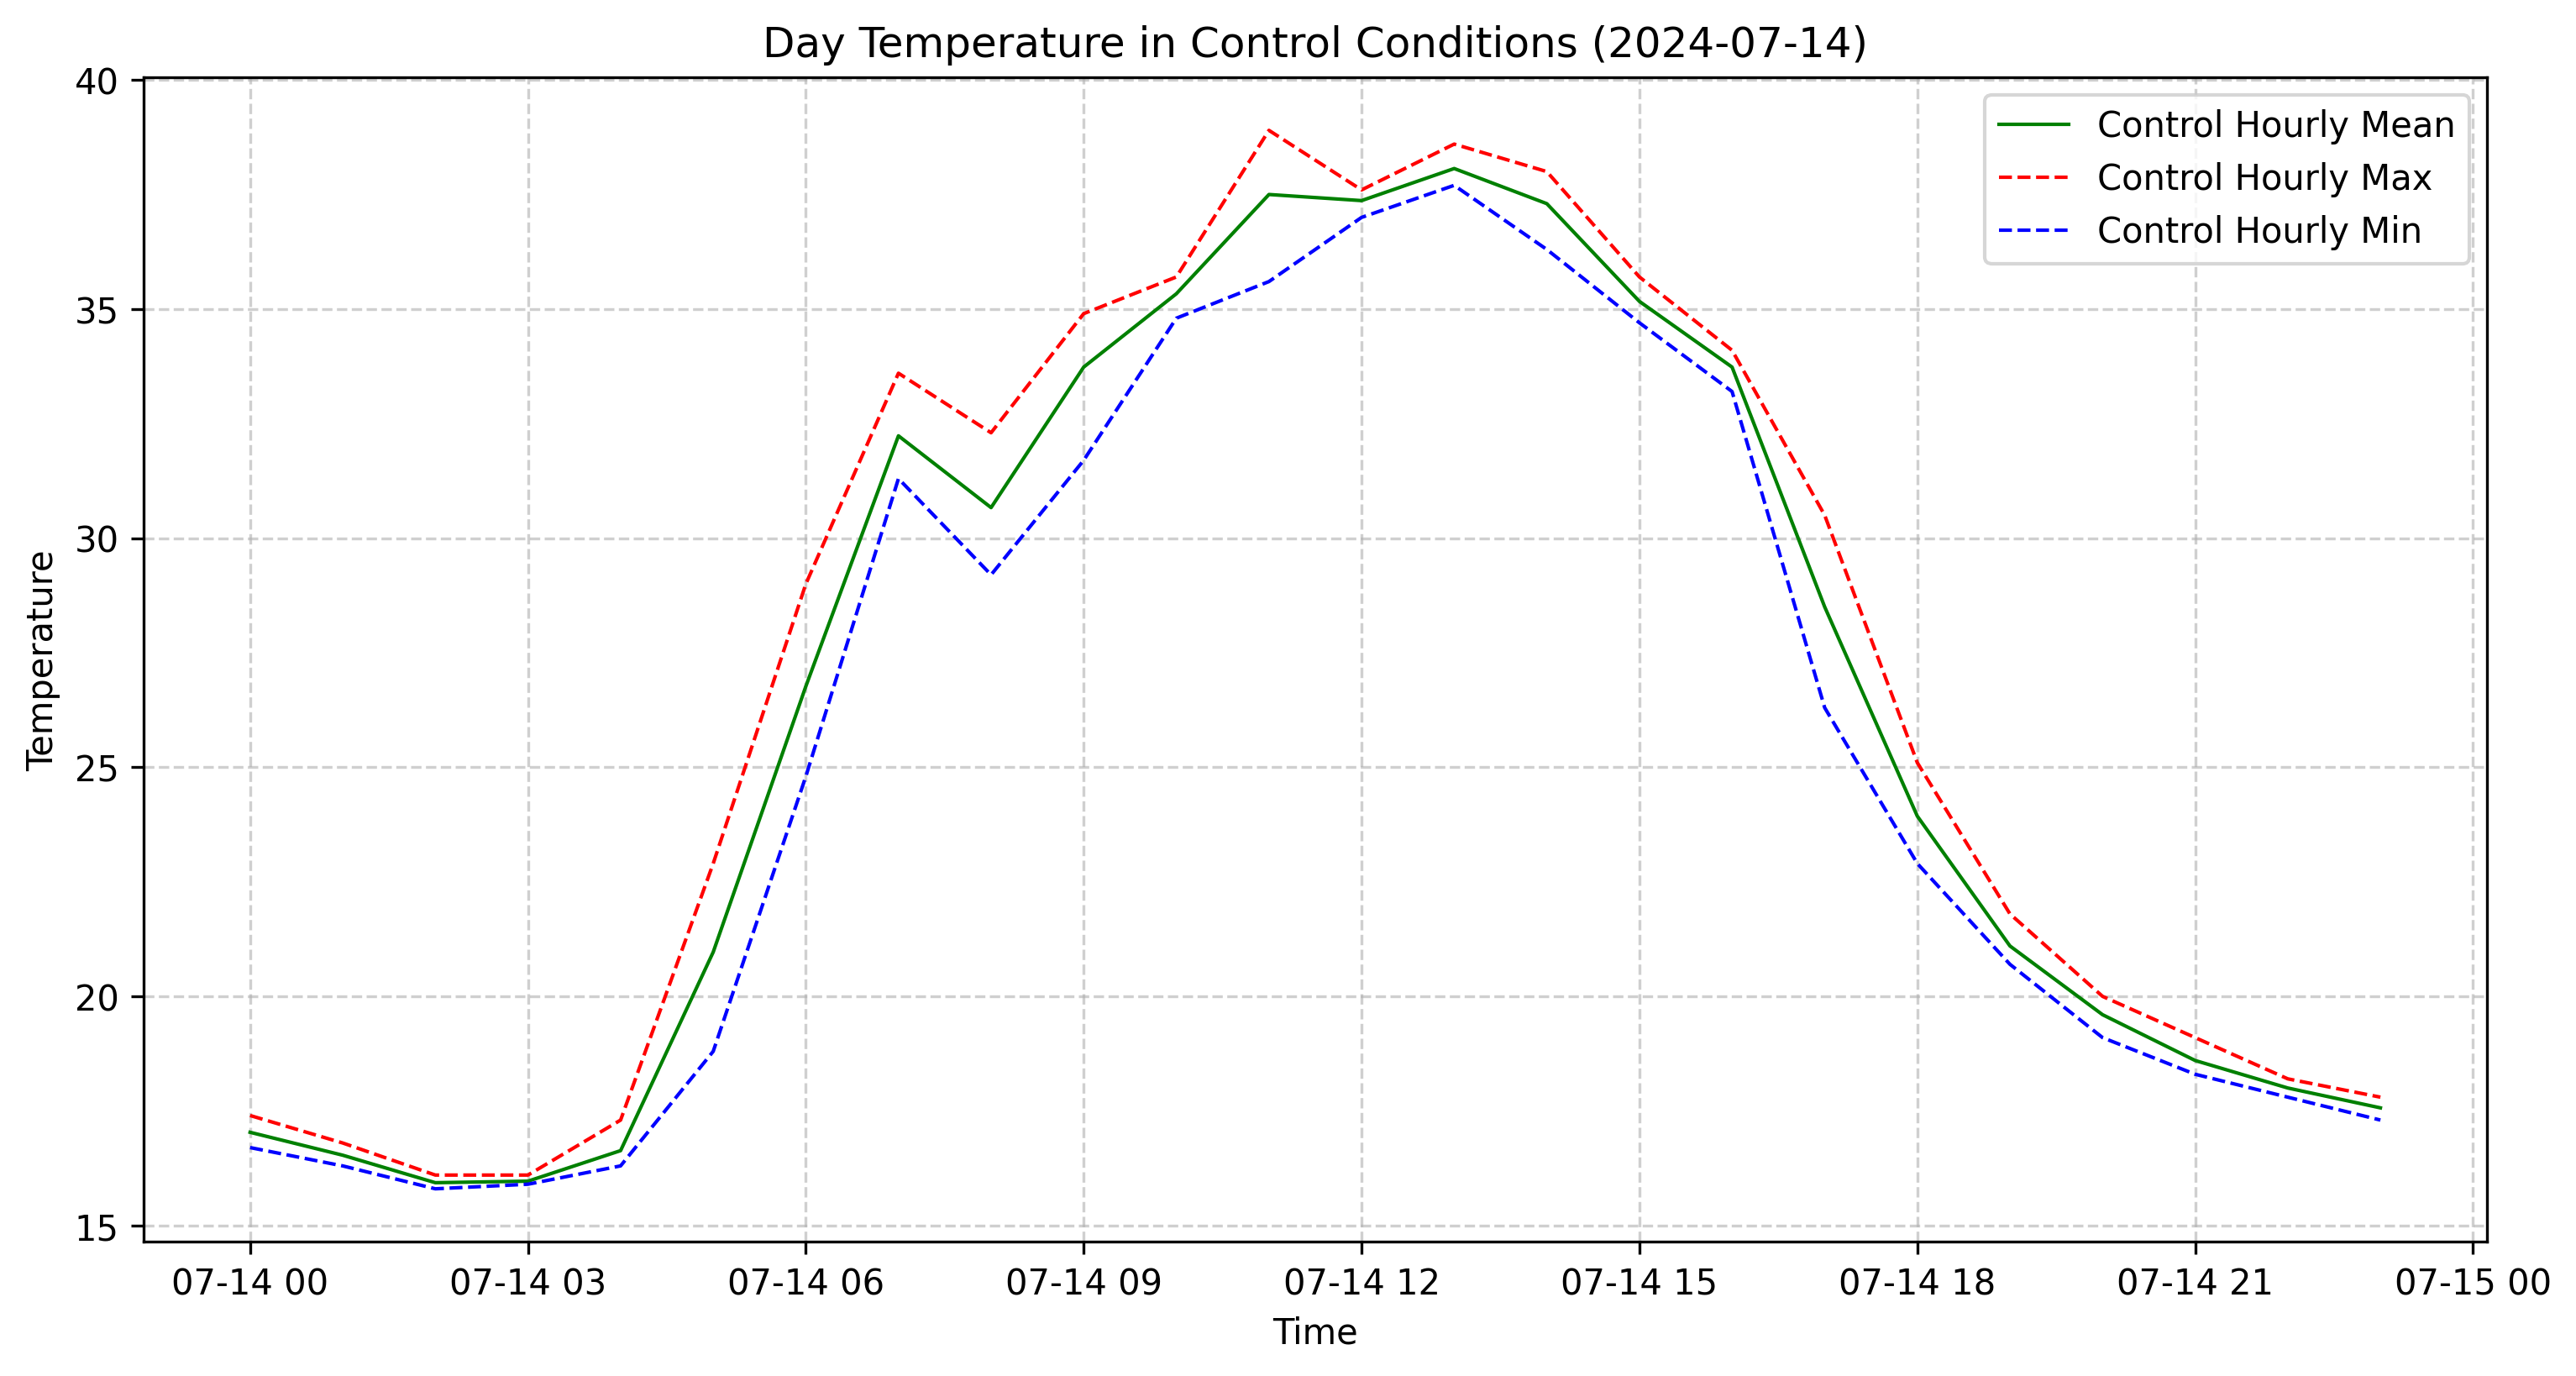 Day Temperature in Control Conditions (2024-07-14)
Control Hourly Mean
Control Hourly Max
Control Hourly Min
40
35
30
25
20
15
Temperature
07-14 00 07-14 03 07-14 06 07-14 09 07-14 12 07-14 15 07-14 18 07-14 21 07-15 00
Time